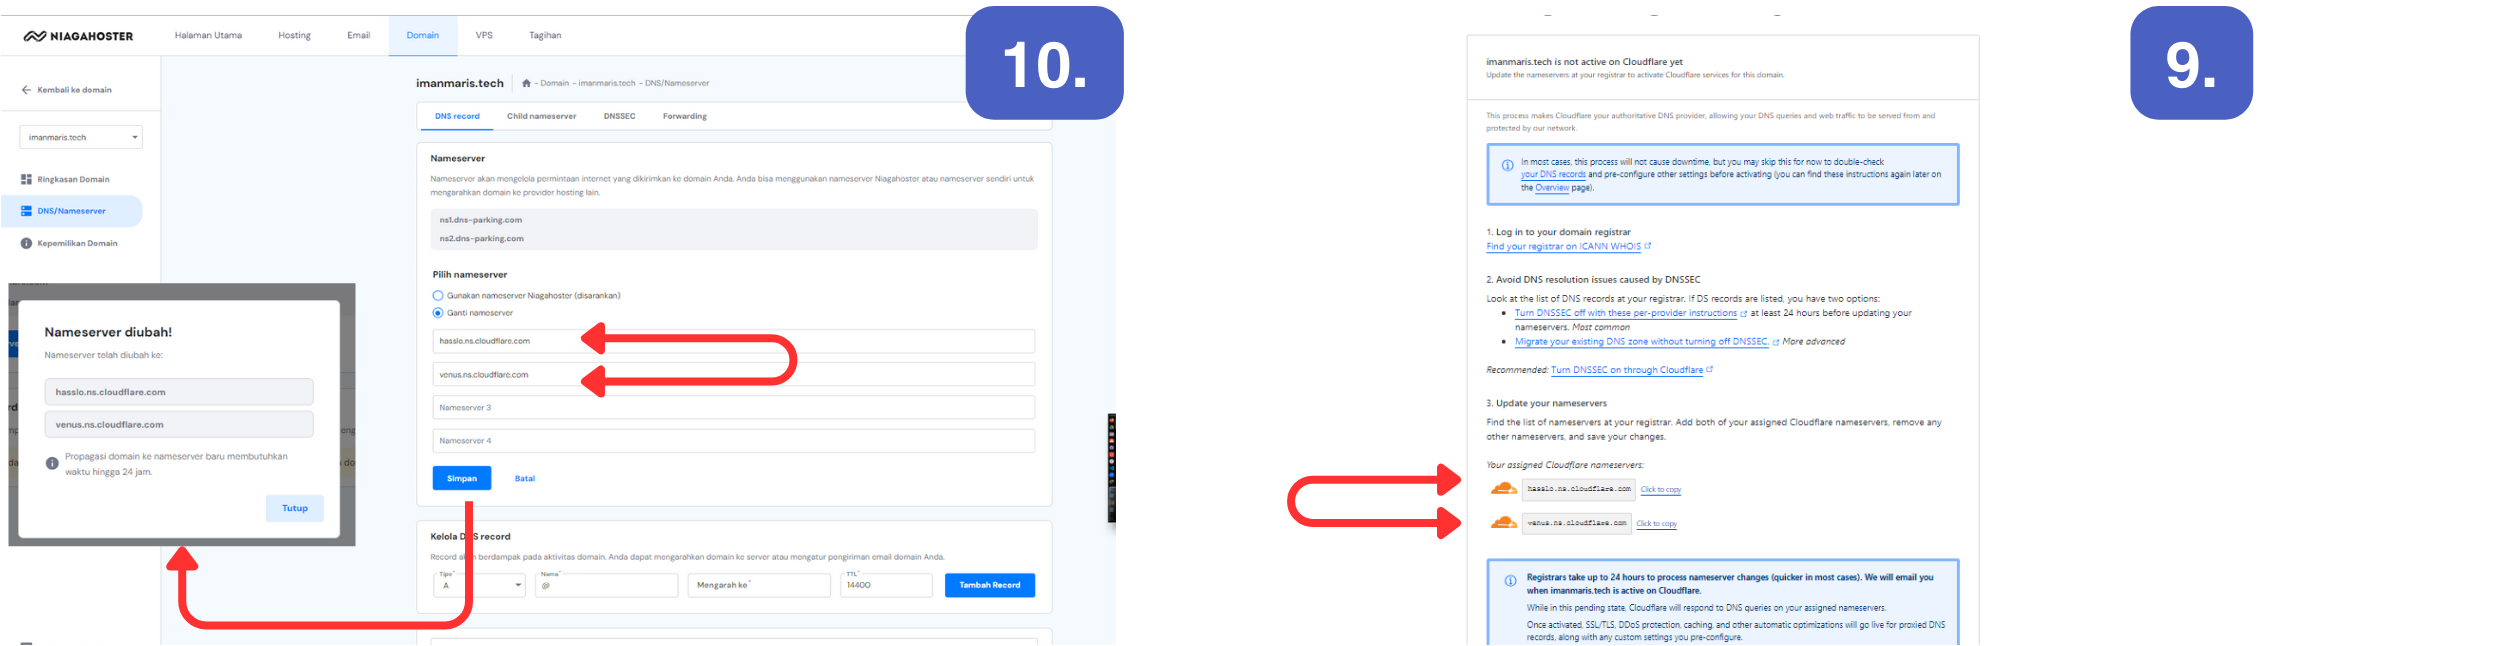 NIAGAHOSTER
Halaman Utama
Hosting
Email
Domain
VPS
Tagihan
10.
Kembali ke domain
imanmaris.tech
Ringkasan Domain
DNS/Nameserver
Kepemilikan Domain
imanmaris.tech
- Domain - imanmaris.tech - DNS/Nameserver
DNS record
Child nameserver
DNSSEC
Forwarding
Nameserver
Nameserver akan mengelola permintaan internet yang dikirimkan ke domain Anda. Anda bisa menggunakan nameserver Niagahoster atau nameserver sendiri untuk
mengarahkan domain ke provider hosting lain.
ns1.dns-parking.com
ns2.dns-parking.com
Pilih nameserver
Gunakan nameserver Niagahoster (disarankan)
Ganti nameserver
hasslo.ns.cloudflare.com
venus.ns.cloudflare.com
Nameserver 3
Nameserver 4
Simpan
Batal
Nameserver diubah!
Nameserver telah diubah ke:
hasslo.ns.cloudflare.com
venus.ns.cloudflare.com
Propagasi domain ke nameserver baru membutuhkan
waktu hingga 24 jam.
Tutup
Kelola DNS record
Record akan berdampak pada aktivitas domain. Anda dapat mengarahkan domain ke server atau mengatur pengiriman email domain Anda.
Tipe*
A
Nama*
@
Mengarah ke*
TTL*
14400
Tambah Record
9.
imanmaris.tech is not active on Cloudflare yet
Update the nameservers at your registrar to activate Cloudflare services for this domain.
This process makes Cloudflare your authoritative DNS provider, allowing your DNS queries and web traffic to be served from and
protected by our network.
In most cases, this process will not cause downtime, but you may skip this for now to double-check
your DNS records and pre-configure other settings before activating (you can find these instructions again later on
the Overview page).
1. Log in to your domain registrar
Find your registrar on ICANN WHOIS
2. Avoid DNS resolution issues caused by DNSSEC
Look at the list of DNS records at your registrar. If DS records are listed, you have two options:
• Turn DNSSEC off with these per-provider instructions at least 24 hours before updating your
nameservers. Most common
• Migrate your existing DNS zone without turning off DNSSEC. More advanced
Recommended: Turn DNSSEC on through Cloudflare
3. Update your nameservers
Find the list of nameservers at your registrar. Add both of your assigned Cloudflare nameservers, remove any
other nameservers, and save your changes.
Your assigned Cloudflare nameservers:
hasslo.ns.cloudflare.com Click to copy
venus.ns.cloudflare.com Click to copy
Registrars take up to 24 hours to process nameserver changes (quicker in most cases). We will email you
when imanmaris.tech is active on Cloudflare.
While in this pending state, Cloudflare will respond to DNS queries on your assigned nameservers.
Once activated, SSL/TLS, DDoS protection, caching, and other automatic optimizations will go live for proxied DNS
records, along with any custom settings you pre-configure.